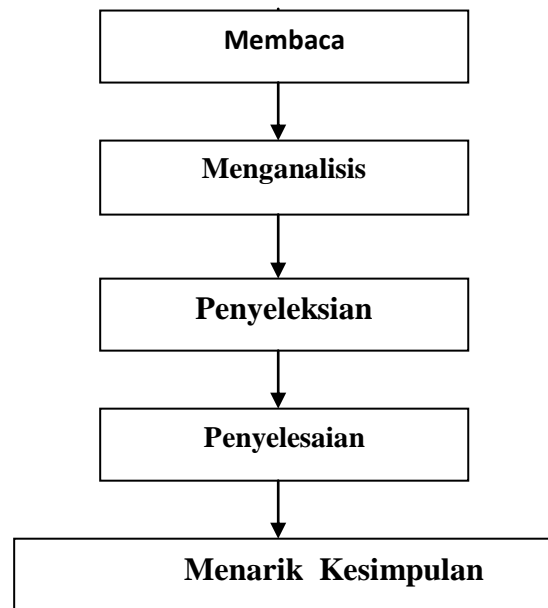 Membaca
Menganalisis
Penyeleksian
Penyelesaian
Menarik Kesimpulan